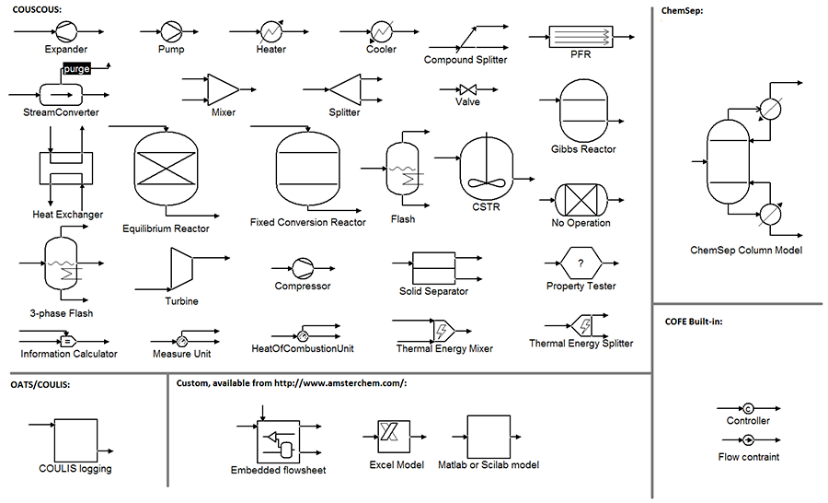 COUSCOUS:
ChemSep:
Expander
Pump
Heater
Cooler
Compound Splitter
PFR
purge
StreamConverter
Mixer
Splitter
Valve
Gibbs Reactor
Heat Exchanger
Equilibrium Reactor
Fixed Conversion Reactor
Flash
CSTR
No Operation
ChemSep Column Model
3-phase Flash
Turbine
Compressor
Solid Separator
?
Property Tester
=
Information Calculator
Measure Unit
HeatOfCombustionUnit
Thermal Energy Mixer
Thermal Energy Splitter
COFE Built-in:
OATS/COULIS:
Custom, available from http://www.amsterchem.com/:
C
Controller
Flow contraint
COULIS logging
Embedded flowsheet
X
Excel Model
Matlab or Scilab model